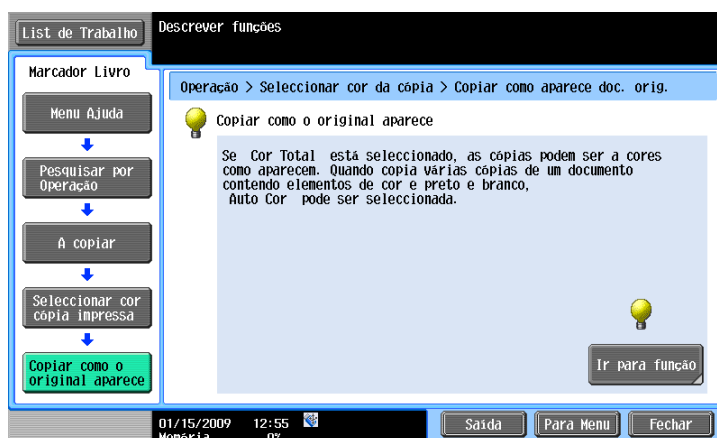 List de Trabalho
Descrever funções
Marcador Livro
Menu Ajuda
Pesquisar por
Operação
A copiar
Seleccionar cor
cópia impressa
Copiar como o
original aparece
Operação > Seleccionar cor da cópia > Copiar como aparece doc. orig.
Copiar como o original aparece
Se Cor Total está seleccionado, as cópias podem ser a cores
como aparecem. Quando copia várias cópias de um documento
contendo elementos de cor e preto e branco,
Auto Cor pode ser seleccionada.
Ir para função
01/15/2009 12:55
Memória 0%
Saída
Para Menu
Fechar